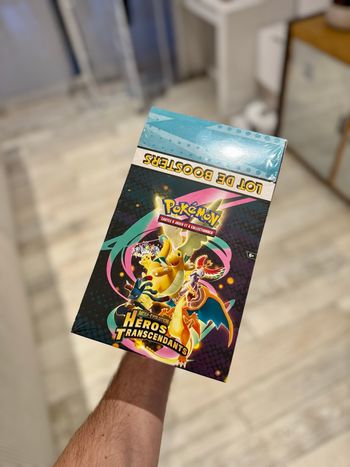 LOT DE BOOSTERS
POKÉMON
CARTES À JOUER ET À COLLECTIONNER
6+
HÉROS
TRANSCENDANTS